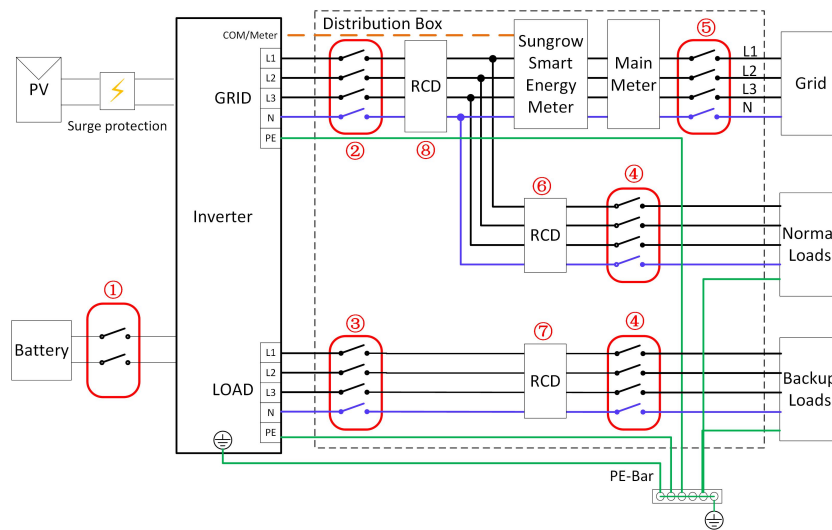 Distribution Box
⑤
COM/Meter
PV
Surge protection
GRID
L1
L2
L3
N
PE
RCD
Sungrow
Smart
Energy
Meter
Main
Meter
L1
L2
L3
N
Grid
②
⑧
④
⑥
Inverter
RCD
Norma
Loads
①
③
⑦
④
Battery
LOAD
L1
L2
L3
N
PE
RCD
Backup
Loads
PE-Bar